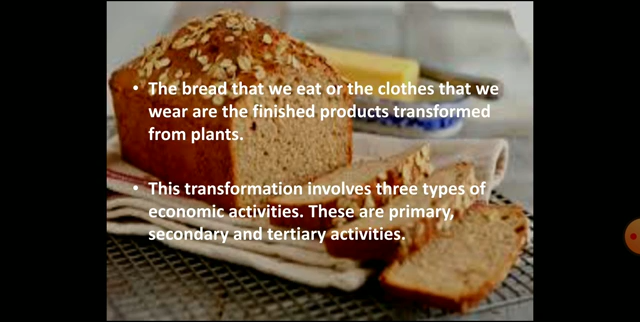 • The bread that we eat or the clothes that we
wear are the finished products transformed
from plants.
• This transformation involves three types of
economic activities. These are primary,
secondary and tertiary activities.